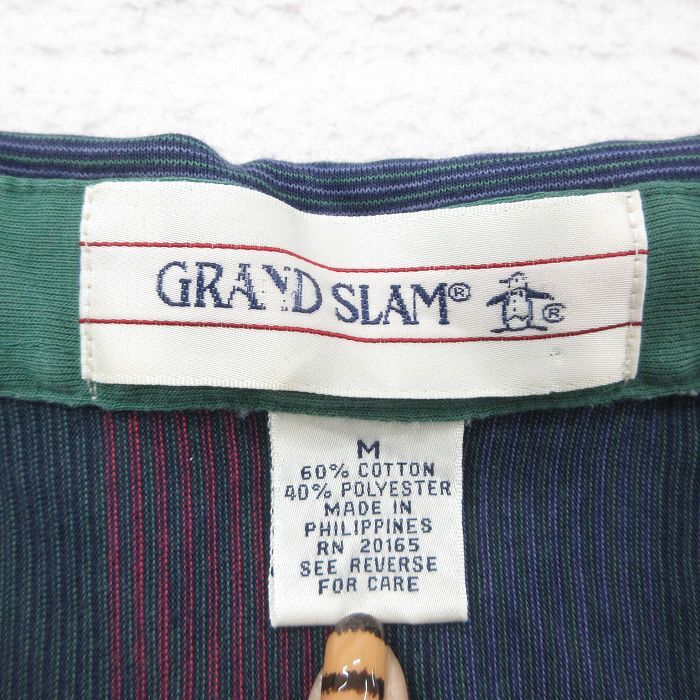 GRAND SLAM® ®
M
60% COTTON
40% POLYESTER
MADE IN
PHILIPPINES
RN 20165
SEE REVERSE
FOR CARE